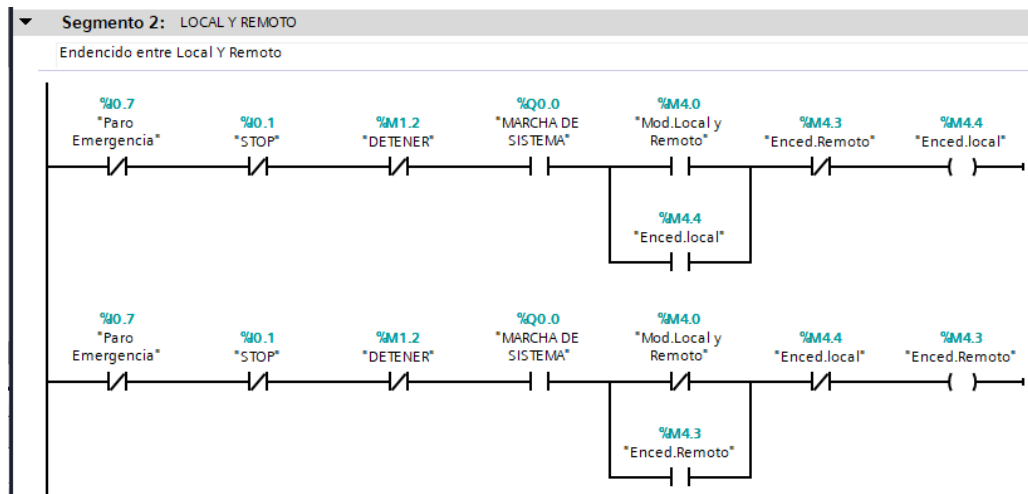 Segmento 2: LOCAL Y REMOTO
Endencido entre Local Y Remoto
%I0.7
"Paro Emergencia"
%I0.1
"STOP"
%M1.2
"DETENER"
%Q0.0
"MARCHA DE SISTEMA"
%M4.0
"Mod.Local y Remoto"
%M4.3
"Enced.Remoto"
%M4.4
"Enced.local"
%M4.4
"Enced.local"
%I0.7
"Paro Emergencia"
%I0.1
"STOP"
%M1.2
"DETENER"
%Q0.0
"MARCHA DE SISTEMA"
%M4.0
"Mod.Local y Remoto"
%M4.4
"Enced.local"
%M4.3
"Enced.Remoto"
%M4.3
"Enced.Remoto"